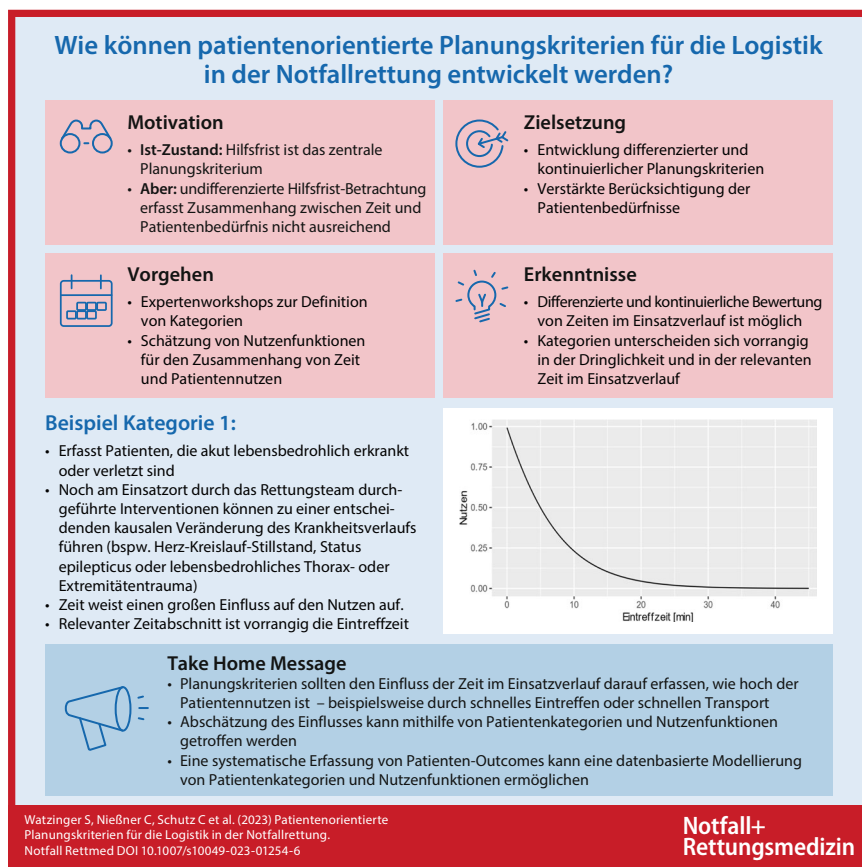 Wie können patientenorientierte Planungskriterien für die Logistik
in der Notfallrettung entwickelt werden?
Motivation
• Ist-Zustand: Hilfsfrist ist das zentrale
Planungskriterium
• Aber: undifferenzierte Hilfsfrist-Betrachtung
erfasst Zusammenhang zwischen Zeit und
Patientenbedürfnis nicht ausreichend
Zielsetzung
• Entwicklung differenzierter und
kontinuierlicher Planungskriterien
• Verstärkte Berücksichtigung der
Patientenbedürfnisse
Vorgehen
• Expertenworkshops zur Definition
von Kategorien
• Schätzung von Nutzenfunktionen
für den Zusammenhang von Zeit
und Patientennutzen
Erkenntnisse
• Differenzierte und kontinuierliche Bewertung
von Zeiten im Einsatzverlauf ist möglich
• Kategorien unterscheiden sich vorrangig
in der Dringlichkeit und in der relevanten
Zeit im Einsatzverlauf
Beispiel Kategorie 1:
• Erfasst Patienten, die akut lebensbedrohlich erkrankt
oder verletzt sind
• Noch am Einsatzort durch das Rettungsteam durch-
geführte Interventionen können zu einer entschei-
denden kausalen Veränderung des Krankheitsverlaufs
führen (bspw. Herz-Kreislauf-Stillstand, Status
epilepticus oder lebensbedrohliches Thorax- oder
Extremitätentrauma)
• Zeit weist einen großen Einfluss auf den Nutzen auf.
• Relevanter Zeitabschnitt ist vorrangig die Eintreffzeit
Nutzen
1.00
0.75
0.50
0.25
0.00
0 10 20 30 40
Eintreffzeit [min]
Take Home Message
• Planungskriterien sollten den Einfluss der Zeit im Einsatzverlauf darauf erfassen, wie hoch der
Patientennutzen ist – beispielsweise durch schnelles Eintreffen oder schnellen Transport
• Abschätzung des Einflusses kann mithilfe von Patientenkategorien und Nutzenfunktionen
getroffen werden
• Eine systematische Erfassung von Patienten-Outcomes kann eine datenbasierte Modellierung
von Patientenkategorien und Nutzenfunktionen ermöglichen
Watzinger S, Nießner C, Schutz C et al. (2023) Patientenorientierte
Planungskriterien für die Logistik in der Notfallrettung.
Notfall Rettmed DOI 10.1007/s10049-023-01254-6
Notfall+
Rettungsmedizin